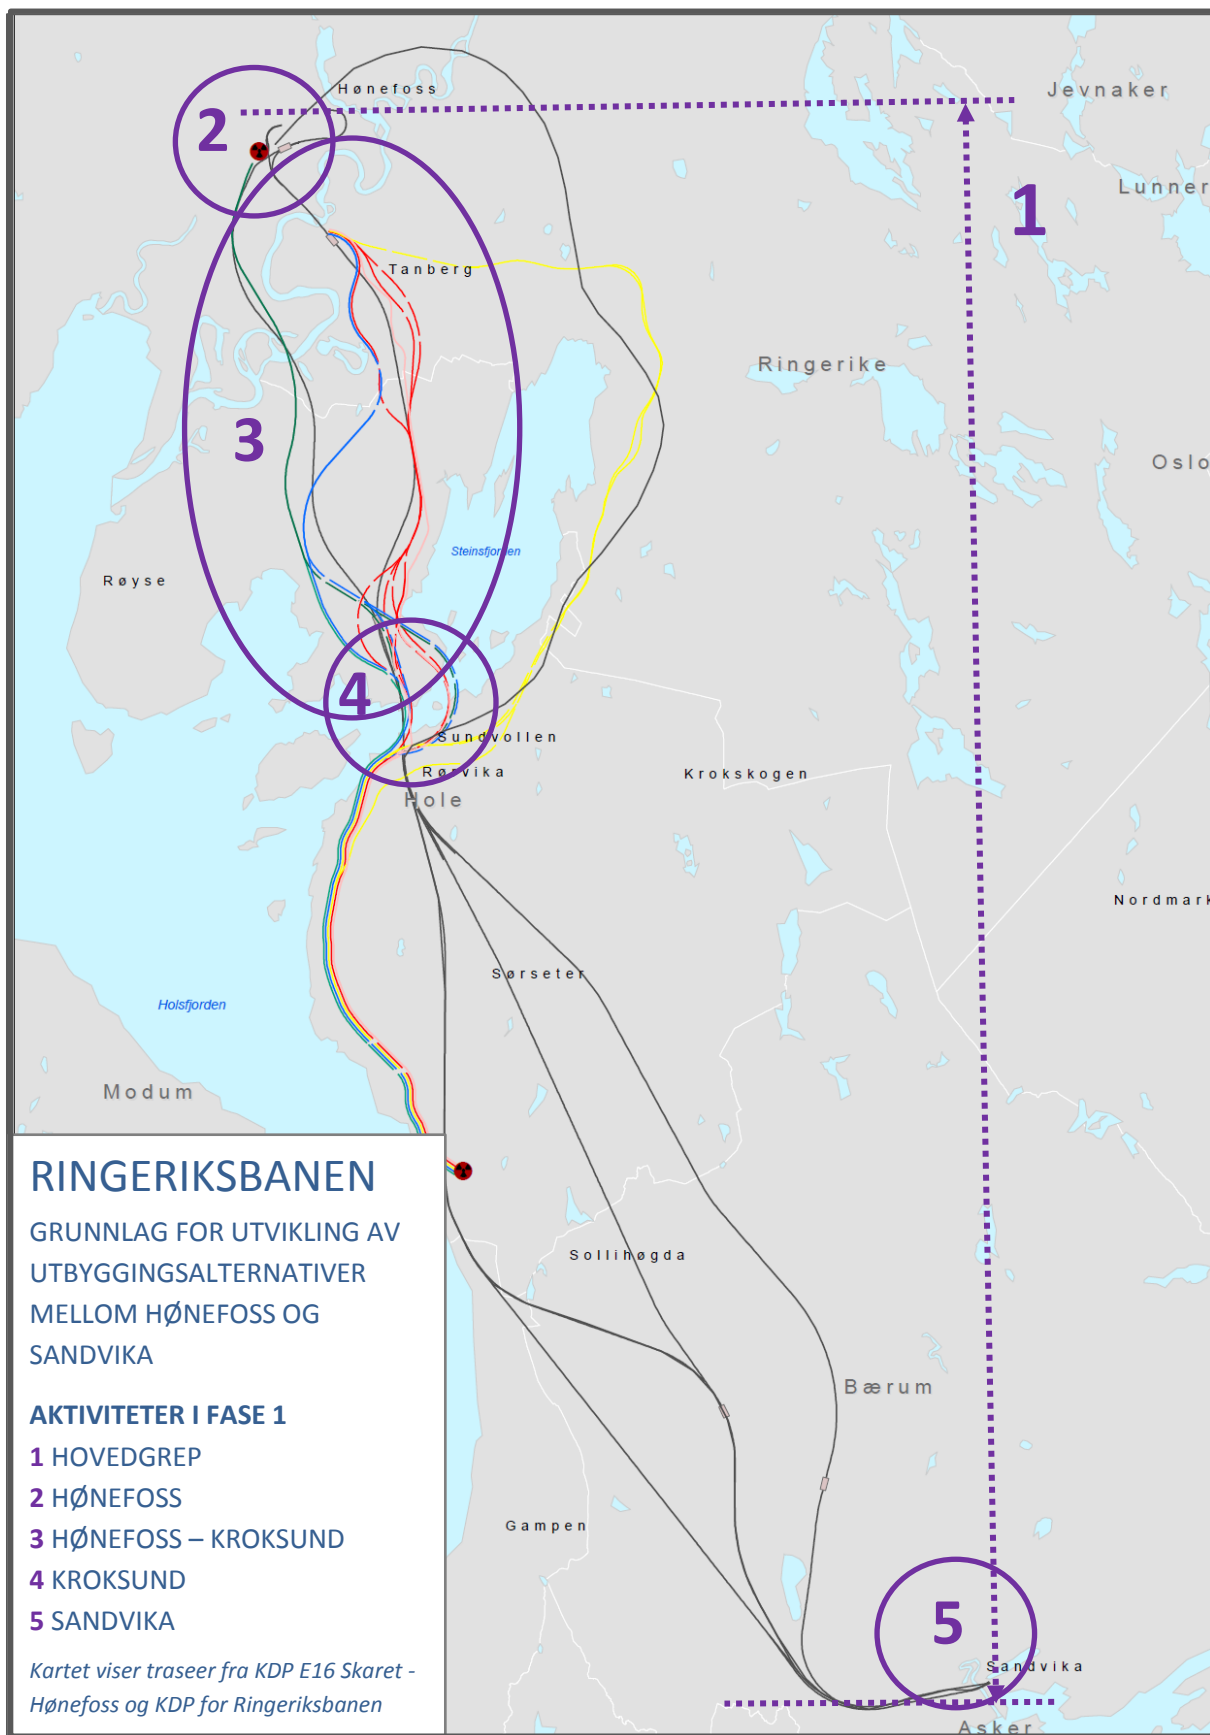 Hønefoss
Jevnaker
2
Lunner
1
Tanberg
Ringerike
3
Oslo
Steinsfjorden
Røyse
4
Sundvollen
Rørvika
Krokskogen
Hole
Nordmark
Sørseter
Holsfjorden
Modum
RINGERIKSBANEN
GRUNNLAG FOR UTVIKLING AV
UTBYGGINGSALTERNATIVER
MELLOM HØNEFOSS OG
SANDVIKA
AKTIVITETER I FASE 1
1 HOVEDGREP
2 HØNEFOSS
3 HØNEFOSS – KROKSUND
4 KROKSUND
5 SANDVIKA
Kartet viser traseer fra KDP E16 Skaret -
Hønefoss og KDP for Ringeriksbanen
Sollihøgda
Bærum
Gampen
5
Sandvika
Asker